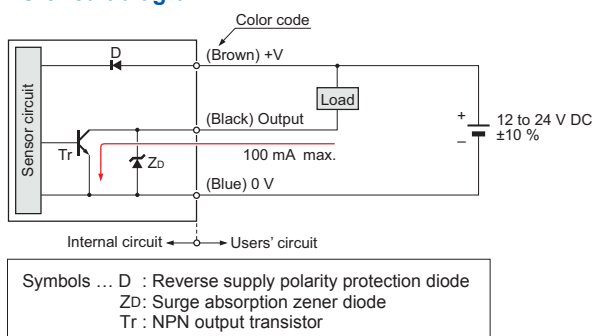 Color code
D
(Brown) +V
Load
Sensor circuit
(Black) Output
+
12 to 24 V DC
±10 %
–
Tr
ZD
100 mA max.
(Blue) 0 V
Internal circuit
Users' circuit
Symbols … D : Reverse supply polarity protection diode
ZD: Surge absorption zener diode
Tr : NPN output transistor